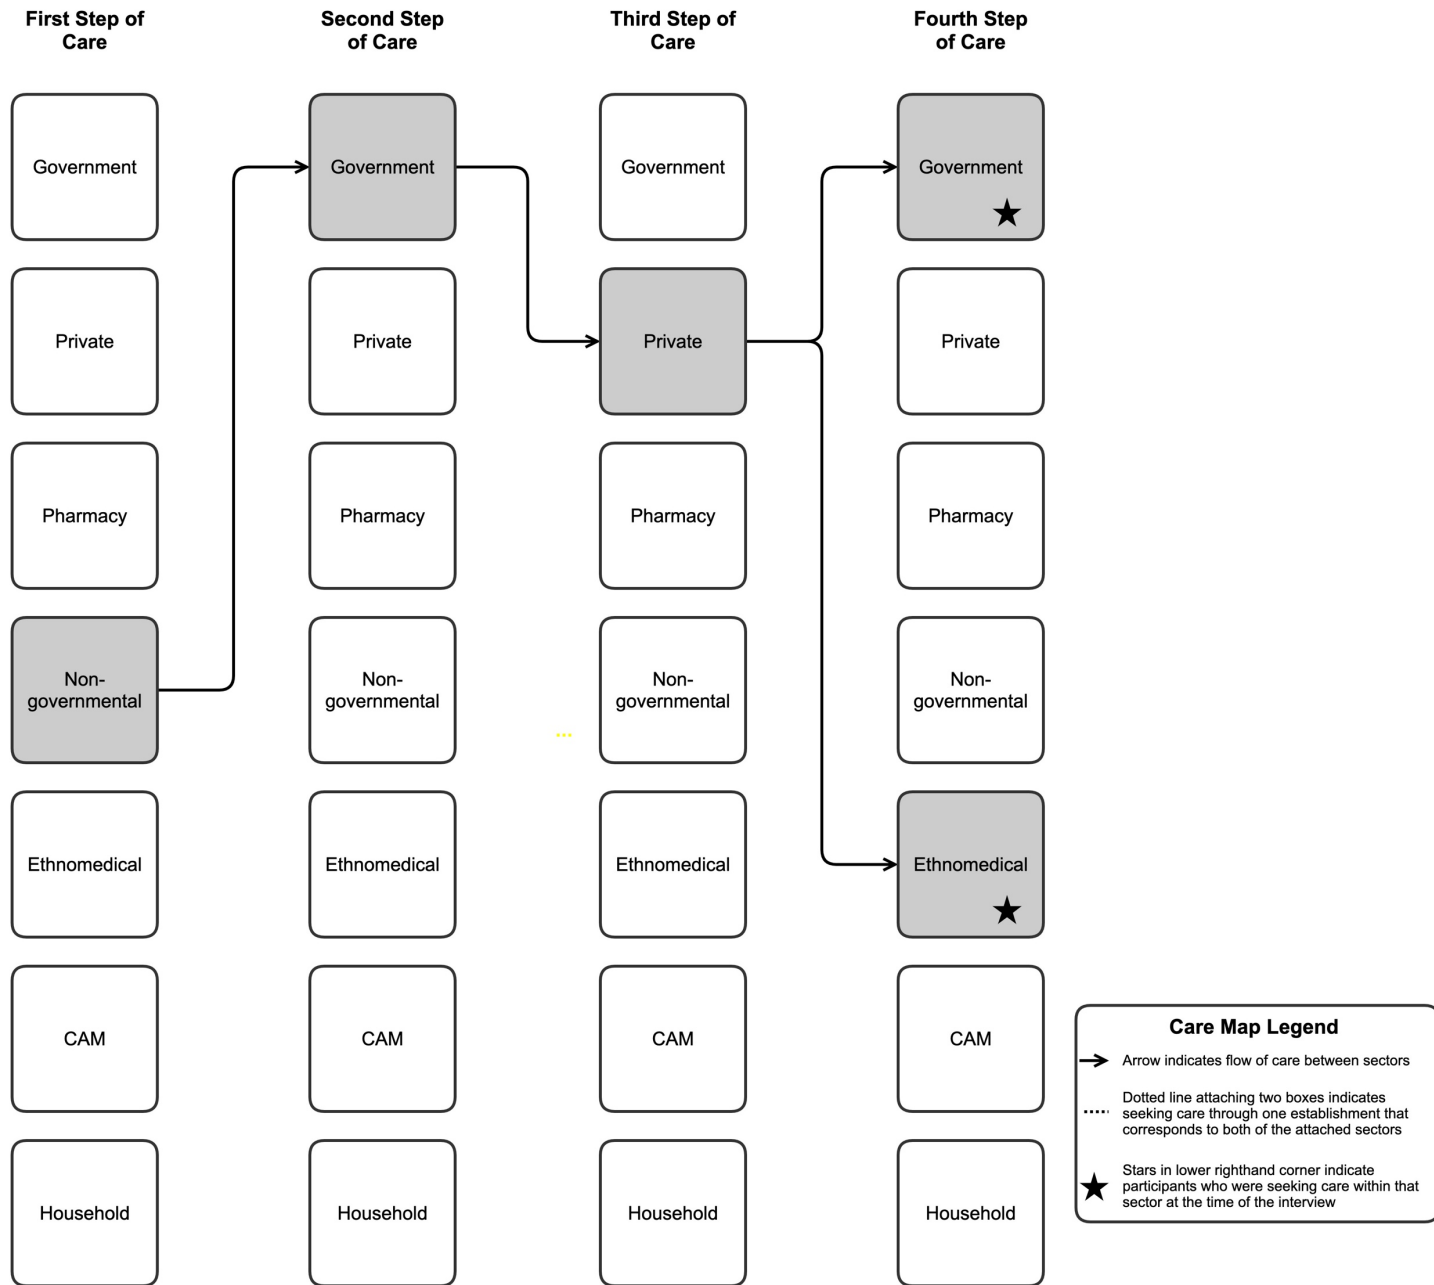 First Step of
Care
Second Step
of Care
Third Step of
Care
Fourth Step
of Care
Government
Government
Government
Government
Private
Private
Private
Private
Pharmacy
Pharmacy
Pharmacy
Pharmacy
Non-
governmental
Non-
governmental
Non-
governmental
Non-
governmental
...
Ethnomedical
Ethnomedical
Ethnomedical
Ethnomedical
CAM
CAM
CAM
CAM
Household
Household
Household
Household
Care Map Legend
Arrow indicates flow of care between sectors
Dotted line attaching two boxes indicates
seeking care through one establishment that
corresponds to both of the attached sectors
Stars in lower righthand corner indicate
participants who were seeking care within that
sector at the time of the interview